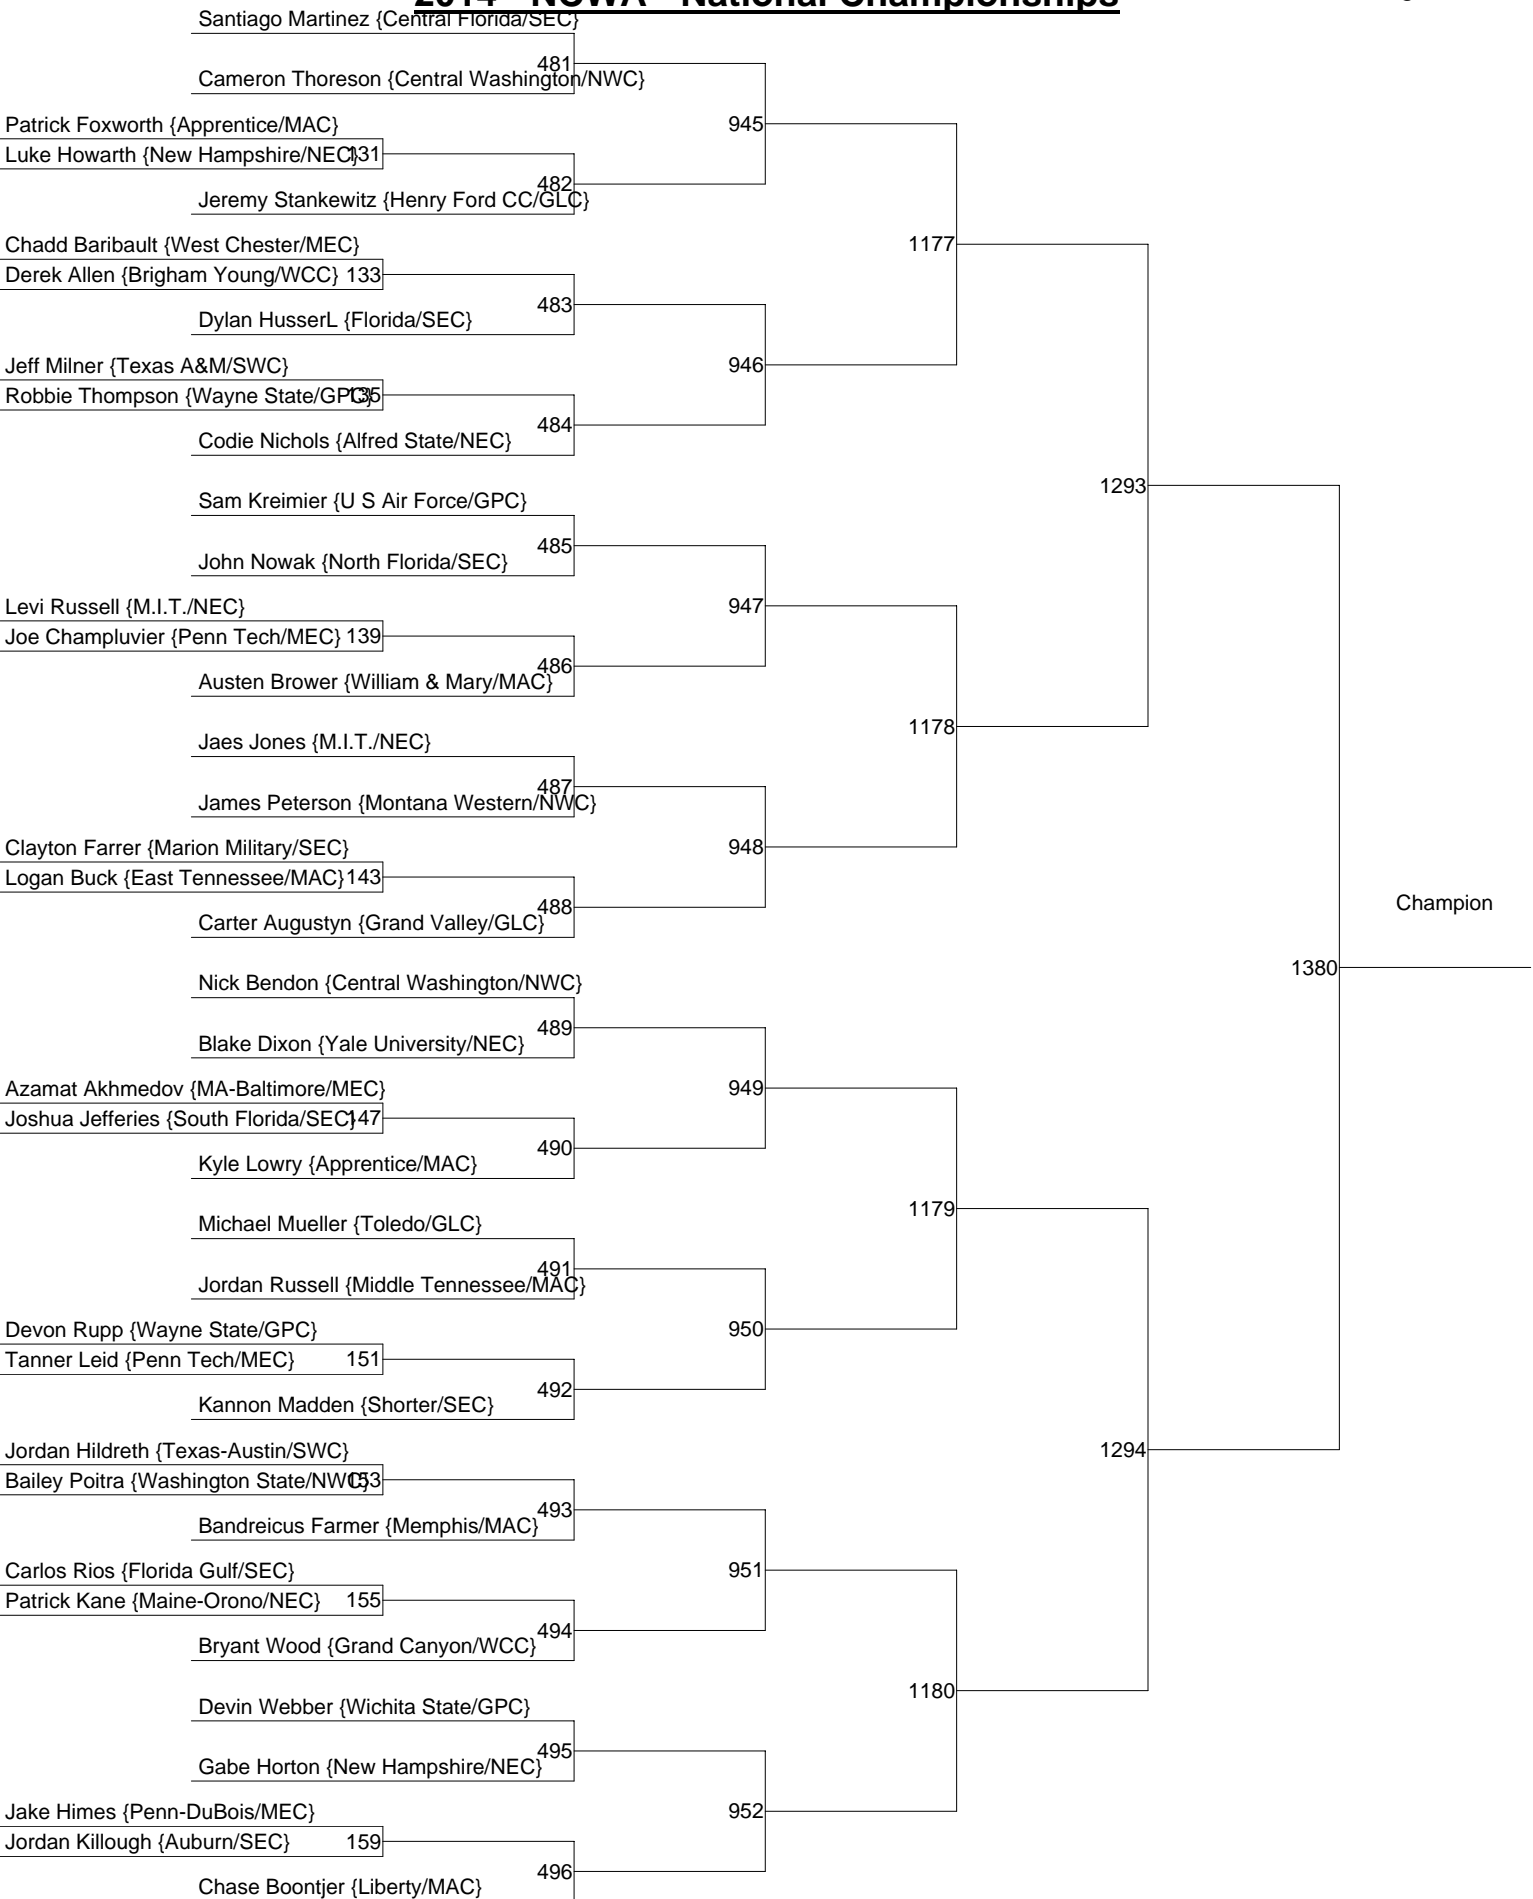 2014 NCWA National Championships
Santiago Martinez {Central Florida/SEC}
481
Cameron Thoreson {Central Washington/NWC}
Patrick Foxworth {Apprentice/MAC}
945
Luke Howarth {New Hampshire/NEC}
131
482
Jeremy Stankewitz {Henry Ford CC/GLC}
Chadd Baribault {West Chester/MEC}
1177
Derek Allen {Brigham Young/WCC} 133
483
Dylan HusserL {Florida/SEC}
Jeff Milner {Texas A&M/SWC}
946
Robbie Thompson {Wayne State/GPC}
135
484
Codie Nichols {Alfred State/NEC}
1293
Sam Kreimier {U S Air Force/GPC}
485
John Nowak {North Florida/SEC}
Levi Russell {M.I.T./NEC}
947
Joe Champluvier {Penn Tech/MEC} 139
486
Austen Brower {William & Mary/MAC}
1178
Jaes Jones {M.I.T./NEC}
487
James Peterson {Montana Western/NWC}
Clayton Farrer {Marion Military/SEC}
948
Logan Buck {East Tennessee/MAC} 143
488
Champion
Carter Augustyn {Grand Valley/GLC}
1380
Nick Bendon {Central Washington/NWC}
489
Blake Dixon {Yale University/NEC}
Azamat Akhmedov {MA-Baltimore/MEC}
949
Joshua Jefferies {South Florida/SEC}
147
490
Kyle Lowry {Apprentice/MAC}
1179
Michael Mueller {Toledo/GLC}
491
Jordan Russell {Middle Tennessee/MAC}
Devon Rupp {Wayne State/GPC}
950
Tanner Leid {Penn Tech/MEC} 151
492
Kannon Madden {Shorter/SEC}
Jordan Hildreth {Texas-Austin/SWC}
1294
Bailey Poitra {Washington State/NWC}
153
493
Bandreicus Farmer {Memphis/MAC}
Carlos Rios {Florida Gulf/SEC}
951
Patrick Kane {Maine-Orono/NEC} 155
494
Bryant Wood {Grand Canyon/WCC}
1180
Devin Webber {Wichita State/GPC}
495
Gabe Horton {New Hampshire/NEC}
Jake Himes {Penn-DuBois/MEC}
952
Jordan Killough {Auburn/SEC} 159
496
Chase Boontjer {Liberty/MAC}